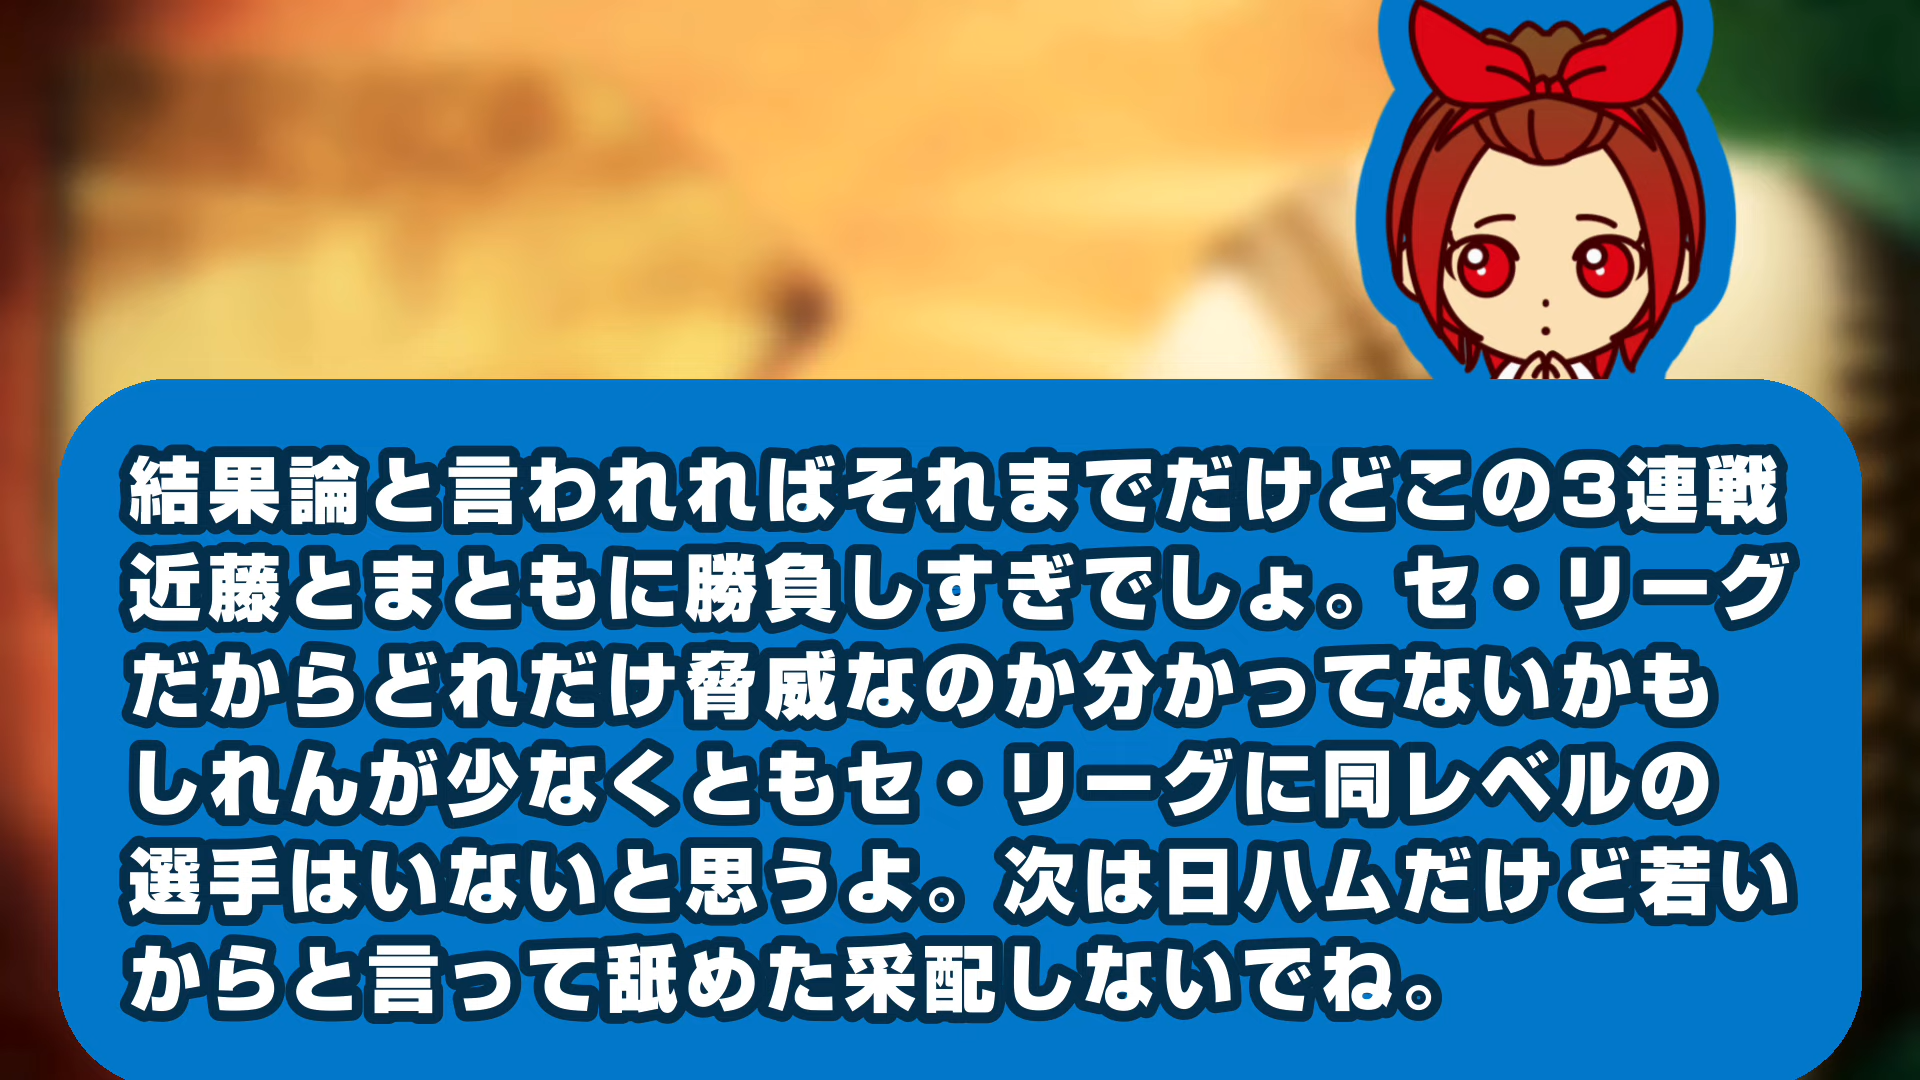 結果論と言われればそれまでだけどこの3連戦
近藤とまともに勝負しすぎでしょ。セ・リーグ
だからどれだけ脅威なのか分かってないかも
しれんが少なくともセ・リーグに同レベルの
選手はいないと思うよ。次は日ハムだけど若い
からと言って舐めた采配しないでね。